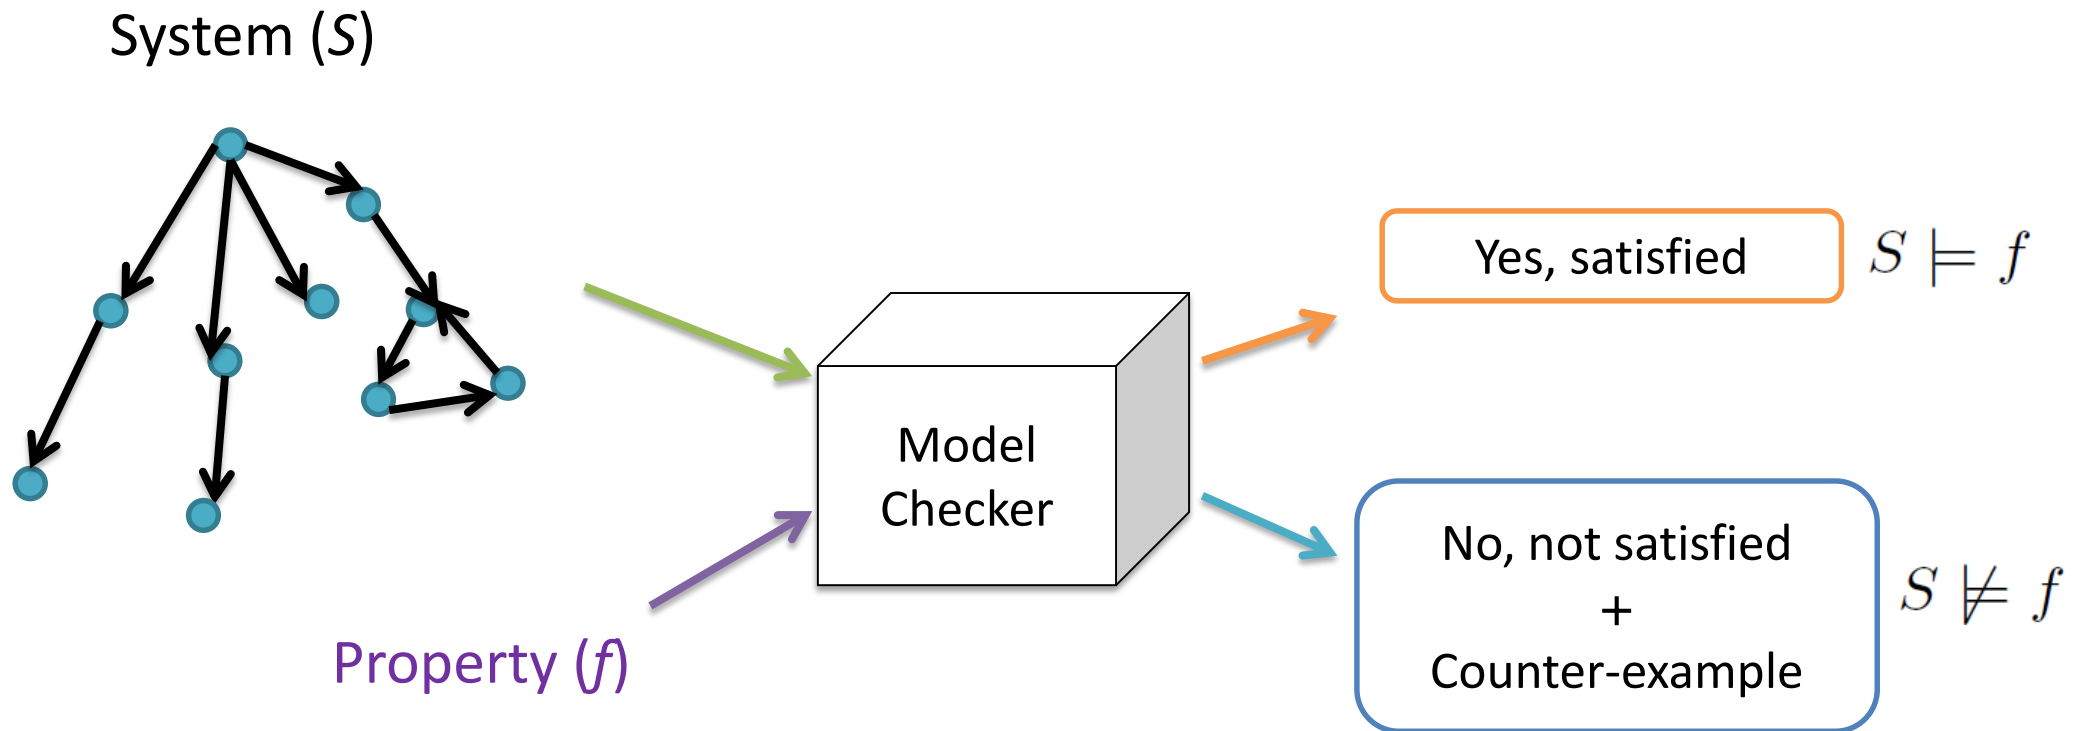 System (S)
Property (f)
Model
Checker
Yes, satisfied
S ⊨ f
No, not satisfied
+
Counter-example
S ⊭ f